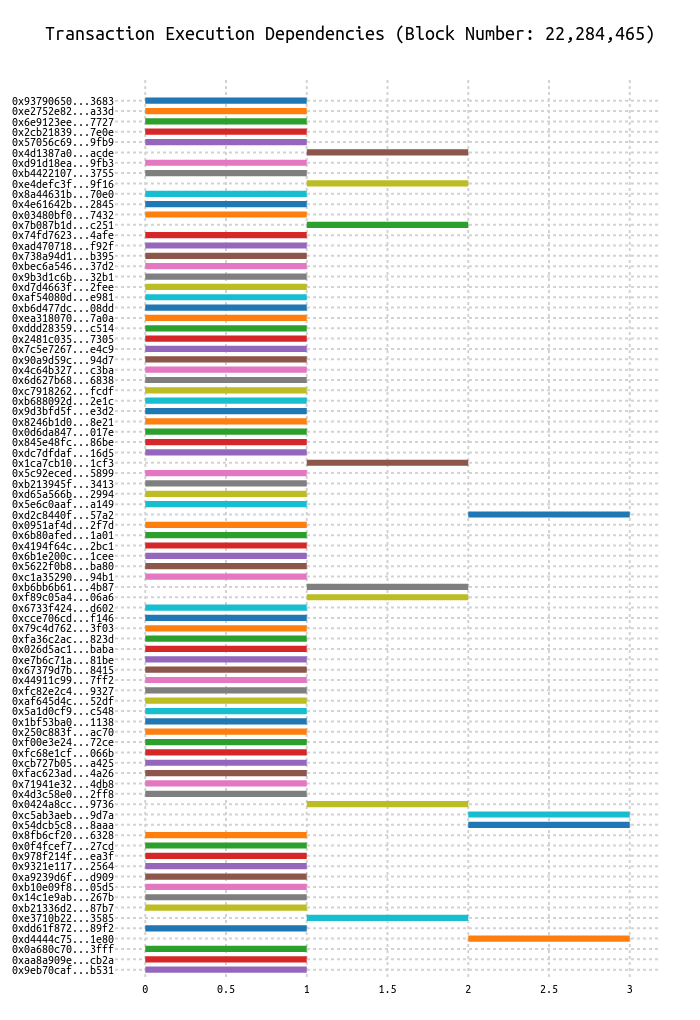 Transaction Execution Dependencies (Block Number: 22,284,465)
0x93790650...3683
0xe2752e82...a33d
0x6e9123ee...7727
0x2cb21839...7e0e
0x57056c69...9fb9
0x4d1387a0...acde
0xd91d18ea...9fb3
0xb4422107...3755
0xe4defc3f...9f16
0x8a44631b...70e0
0x4e61642b...2845
0x03480bf0...7432
0x7b087b1d...c251
0x74fd7623...4afe
0xad470718...f92f
0x738a94d1...b395
0xbec6a546...37d2
0x9b3d1c6b...32b1
0xd7d4663f...2fee
0xaf54080d...e981
0xb6d477dc...08dd
0xea318070...7a0a
0xddd28359...c514
0x2481c035...7305
0x7c5e7267...e4c9
0x90a9d59c...94d7
0x4c64b327...c3ba
0x6d627b68...6838
0xc7918262...fcdf
0xb688092d...2e1c
0x9d3bfd5f...e3d2
0x8246b1d0...8e21
0x0d6da847...017e
0x845e48fc...86be
0xdc7dfdaf...16d5
0x1ca7cb10...1cf3
0x5c92eced...5899
0xb213945f...3413
0xd65a566b...2994
0x5e6c0aaf...a149
0xd2c8440f...57a2
0x0951af4d...2f7d
0x6b80afed...1a01
0x4194f64c...2bc1
0x6b1e200c...1cee
0x5622f0b8...ba80
0xc1a35290...94b1
0xb6bb6b61...4b87
0xf89c05a4...06a6
0x6733f424...d602
0xcce706cd...f146
0x79c4d762...3f03
0xfa36c2ac...823d
0x026d5ac1...baba
0xe7b6c71a...81be
0x67379d7b...8415
0x44911c99...7ff2
0xfc82e2c4...9327
0xaf645d4c...52df
0x5a1d0cf9...c548
0x1bf53ba0...1138
0x250c883f...ac70
0xf00e3e24...72ce
0xfc68e1cf...066b
0xcb727b05...a425
0xfac623ad...4a26
0x71941e32...4db8
0x4d3c58e0...2ff8
0x0424a8cc...9736
0xc5ab3aeb...9d7a
0x54dcb5c8...8aaa
0x8fb6cf20...6328
0x0f4fcef7...27cd
0x978f214f...ea3f
0x9321e117...2564
0xa9239d6f...d909
0xb10e09f8...05d5
0x14c1e9ab...267b
0xb21336d2...87b7
0xe3710b22...3585
0xdd61f872...89f2
0xd4444c75...1e80
0x0a680c70...3fff
0xaa8a909e...cb2a
0x9eb70caf...b531
0 0.5 1 1.5 2 2.5 3